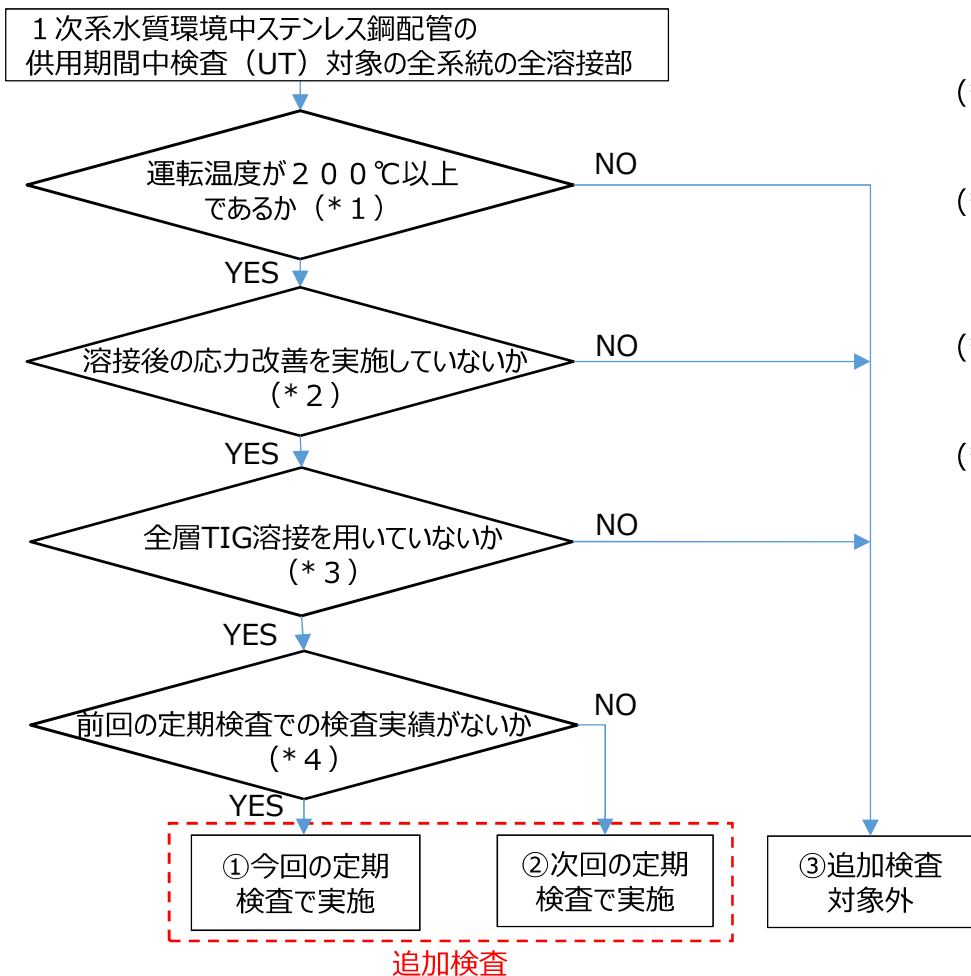 １次系水質環境中ステンレス鋼配管の
供用期間中検査（UT）対象の全系統の全溶接部
運転温度が２００℃以上
であるか（*１）
NO
YES
溶接後の応力改善を実施していないか
（*２）
NO
YES
全層TIG溶接を用いていないか
（*３）
NO
YES
前回の定期検査での検査実績がないか
（*４）
NO
YES
①今回の定期
検査で実施
②次回の定期
検査で実施
③追加検査
対象外
追加検査